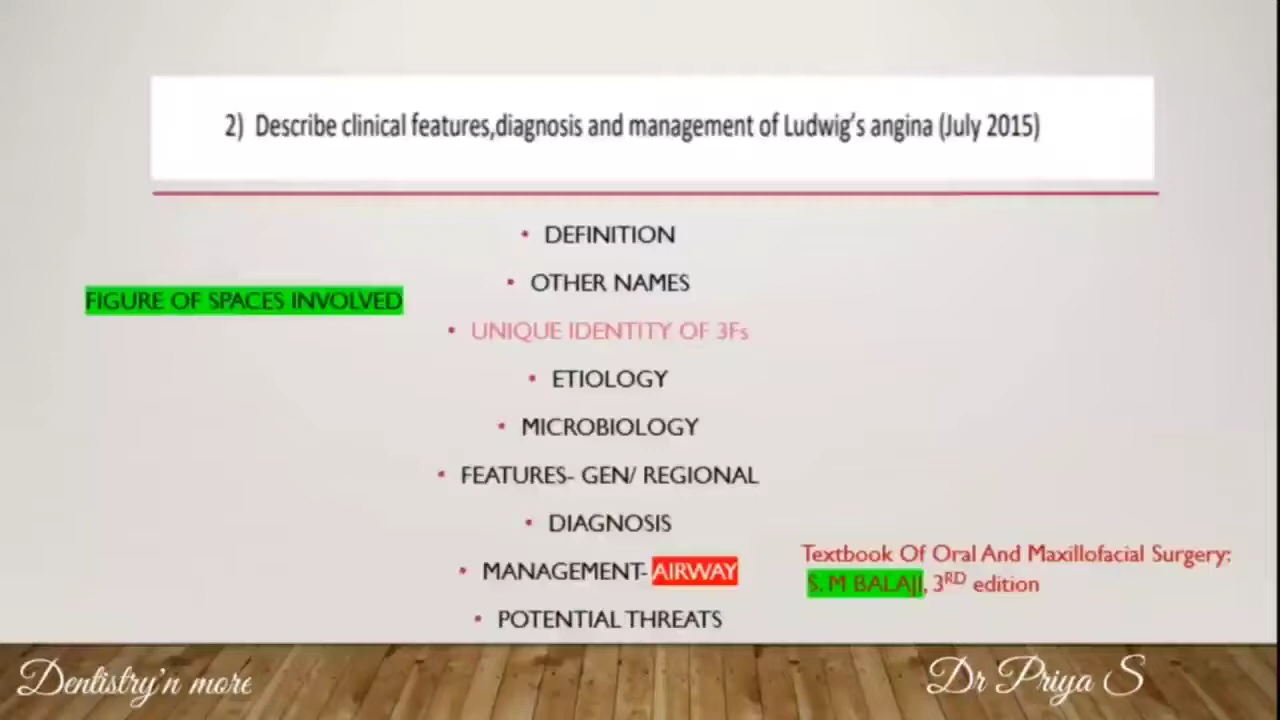 2) Describe clinical features,diagnosis and management of Ludwig's angina (July 2015)
• DEFINITION
• OTHER NAMES
FIGURE OF SPACES INVOLVED
• UNIQUE IDENTITY OF 3Fs
• ETIOLOGY
• MICROBIOLOGY
• FEATURES- GEN/ REGIONAL
• DIAGNOSIS
• MANAGEMENT- AIRWAY
• POTENTIAL THREATS
Textbook Of Oral And Maxillofacial Surgery:
S. M BALAJI, 3RD edition
Dentistry'n more
Dr Priya S